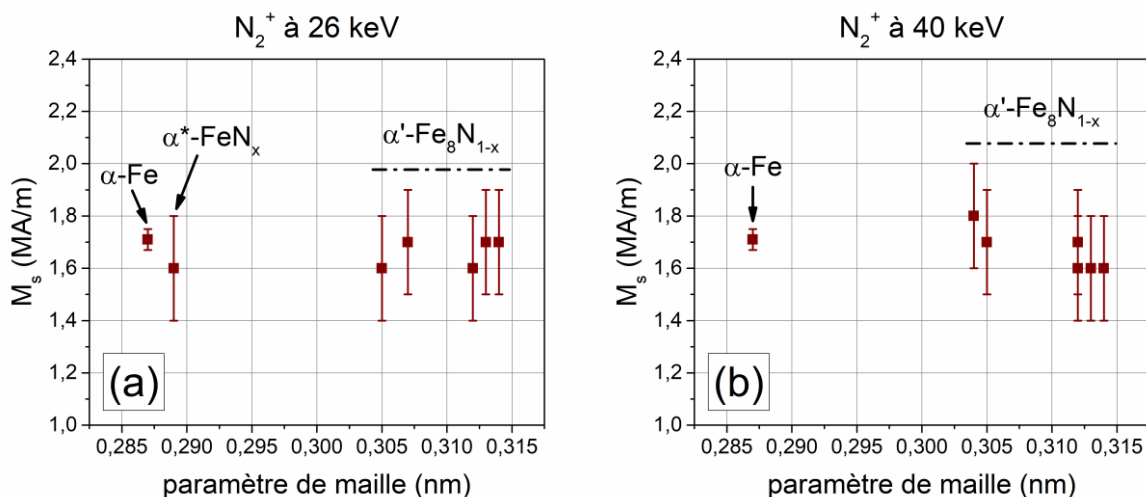 N₂⁺ à 26 keV
2,4
2,2
2,0
1,8
1,6
1,4
1,2
1,0
Mₛ (MA/m)
α-Fe
α*-FeNₓ
α'-Fe₈N₁₋ₓ
(a)
0,285 0,290 0,295 0,300 0,305 0,310 0,315
paramètre de maille (nm)
N₂⁺ à 40 keV
2,4
2,2
2,0
1,8
1,6
1,4
1,2
1,0
Mₛ (MA/m)
α-Fe
α'-Fe₈N₁₋ₓ
(b)
0,285 0,290 0,295 0,300 0,305 0,310 0,315
paramètre de maille (nm)